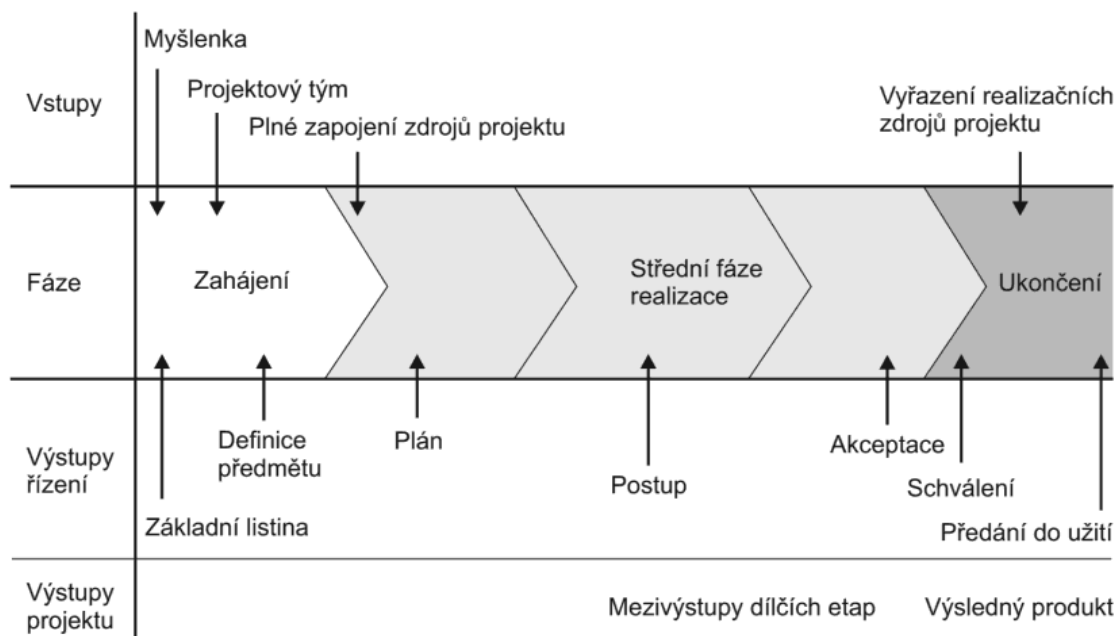 Myšlenka
Vstupy
Projektový tým
Plné zapojení zdrojů projektu
Vyřazení realizačních
zdrojů projektu
Fáze
Zahájení
Střední fáze
realizace
Ukončení
Výstupy
řízení
Definice
předmětu
Plán
Akceptace
Postup
Schválení
Základní listina
Předání do užití
Výstupy
projektu
Mezivýstupy dílčích etap
Výsledný produkt